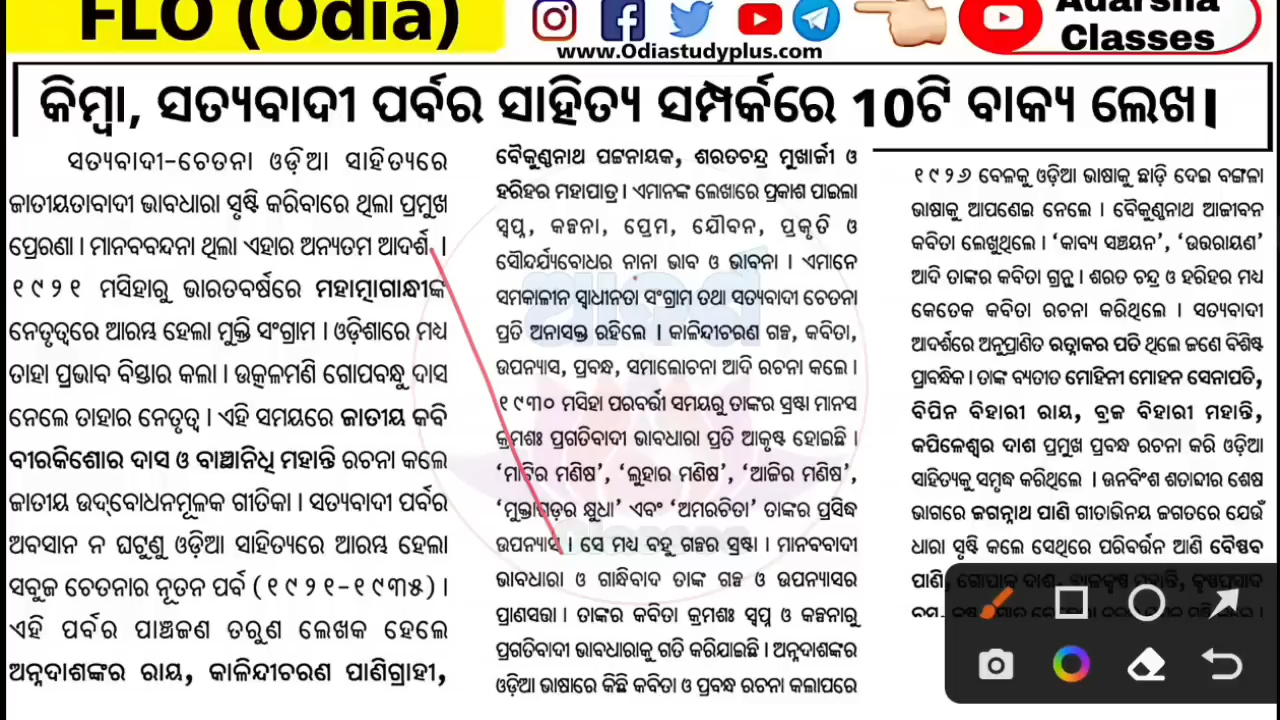 FLO (Odia)
www.Odiastudyplus.com
Adarsha
Classes
କିମ୍ବା, ସତ୍ୟବାଦୀ ପର୍ବର ସାହିତ୍ୟ ସମ୍ପର୍କରେ 10ଟି ବାକ୍ୟ ଲେଖ।
ସତ୍ୟବାଦୀ-ଚେତନା ଓଡ଼ିଆ ସାହିତ୍ୟରେ
ଜାତୀୟତାବାଦୀ ଭାବଧାରା ସୃଷ୍ଟି କରିବାରେ ଥିଲା ପ୍ରମୁଖ
ପ୍ରେରଣା । ମାନବବନ୍ଦନା ଥିଲା ଏହାର ଅନ୍ୟତମ ଆଦର୍ଶ ।
୧୯୨୧ ମସିହାରୁ ଭାରତବର୍ଷରେ ମହାତ୍ମାଗାନ୍ଧୀଙ୍କ
ନେତୃତ୍ୱରେ ଆରମ୍ଭ ହେଲା ମୁକ୍ତି ସଂଗ୍ରାମ । ଓଡ଼ିଶାରେ ମଧ୍ୟ
ତାହା ପ୍ରଭାବ ବିସ୍ତାର କଲା । ଉତ୍କଳମଣି ଗୋପବନ୍ଧୁ ଦାସ
ନେଲେ ତାହାର ନେତୃତ୍ୱ । ଏହି ସମୟରେ ଜାତୀୟ କବି
ବୀରକିଶୋର ଦାସ ଓ ବାଞ୍ଛାନିଧି ମହାନ୍ତି ରଚନା କଲେ
ଜାତୀୟ ଉଦ୍‌ବୋଧନମୂଳକ ଗୀତିକା । ସତ୍ୟବାଦୀ ପର୍ବର
ଅବସାନ ନ ଘଟୁଣୁ ଓଡ଼ିଆ ସାହିତ୍ୟରେ ଆରମ୍ଭ ହେଲା
ସବୁଜ ଚେତନାର ନୂତନ ପର୍ବ (୧୯୨୧-୧୯୩୫) ।
ଏହି ପର୍ବର ପାଞ୍ଚଜଣ ତରୁଣ ଲେଖକ ହେଲେ
ଅନ୍ନଦାଶଙ୍କର ରାୟ, କାଳିନ୍ଦୀଚରଣ ପାଣିଗ୍ରାହୀ,
ବୈକୁଣ୍ଠନାଥ ପଟ୍ଟନାୟକ, ଶରତଚନ୍ଦ୍ର ମୁଖାର୍ଜୀ ଓ
ହରିହର ମହାପାତ୍ର । ଏମାନଙ୍କ ଲେଖାରେ ପ୍ରକାଶ ପାଇଲା
ସ୍ୱପ୍ନ, କଳ୍ପନା, ପ୍ରେମ, ଯୌବନ, ପ୍ରକୃତି ଓ
ସୌନ୍ଦର୍ଯ୍ୟବୋଧର ନାନା ଭାବ ଓ ଭାବନା । ଏମାନେ
ସମକାଳୀନ ସ୍ୱାଧୀନତା ସଂଗ୍ରାମ ତଥା ସତ୍ୟବାଦୀ ଚେତନା
ପ୍ରତି ଅନାସକ୍ତ ରହିଲେ । କାଳିନ୍ଦୀଚରଣ ଗଳ୍ପ, କବିତା,
ଉପନ୍ୟାସ, ପ୍ରବନ୍ଧ, ସମାଲୋଚନା ଆଦି ରଚନା କଲେ ।
୧୯୩୦ ମସିହା ପରବର୍ତ୍ତୀ ସମୟରୁ ତାଙ୍କର ସ୍ରଷ୍ଟା ମାନସ
କ୍ରମଶଃ ପ୍ରଗତିବାଦୀ ଭାବଧାରା ପ୍ରତି ଆକୃଷ୍ଟ ହୋଇଛି ।
‘ମାଟିର ମଣିଷ’, ‘ଲୁହାର ମଣିଷ’, ‘ଆଜିର ମଣିଷ’,
‘ମୁକ୍ତାଗଡ଼ର କ୍ଷୁଧା’ ଏବଂ ‘ଅମରଚିତା’ ତାଙ୍କର ପ୍ରସିଦ୍ଧ
ଉପନ୍ୟାସ । ସେ ମଧ୍ୟ ବହୁ ଗଳ୍ପର ସ୍ରଷ୍ଟା । ମାନବବାଦୀ
ଭାବଧାରା ଓ ଗାନ୍ଧିବାଦ ତାଙ୍କ ଗଳ୍ପ ଓ ଉପନ୍ୟାସର
ପ୍ରାଣସତ୍ତା । ତାଙ୍କର କବିତା କ୍ରମଶଃ ସ୍ୱପ୍ନ ଓ କଳ୍ପନାରୁ
ପ୍ରଗତିବାଦୀ ଭାବଧାରାକୁ ଗତି କରିଯାଇଛି । ଅନ୍ନଦାଶଙ୍କର
ଓଡ଼ିଆ ଭାଷାରେ କିଛି କବିତା ଓ ପ୍ରବନ୍ଧ ରଚନା କଲାପରେ
୧୯୨୬ ବେଳକୁ ଓଡ଼ିଆ ଭାଷାକୁ ଛାଡ଼ି ଦେଇ ବଙ୍ଗଳା
ଭାଷାକୁ ଆପଣେଇ ନେଲେ । ବୈକୁଣ୍ଠନାଥ ଆଜୀବନ
କବିତା ଲେଖୁଥିଲେ । ‘କାବ୍ୟ ସଞ୍ଚୟନ’, ‘ଉତ୍ତରାୟଣ’
ଆଦି ତାଙ୍କର କବିତା ଗ୍ରନ୍ଥ । ଶରତ ଚନ୍ଦ୍ର ଓ ହରିହର ମଧ୍ୟ
କେତେକ କବିତା ରଚନା କରିଥିଲେ । ସତ୍ୟବାଦୀ
ଆଦର୍ଶରେ ଅନୁପ୍ରାଣିତ ରତ୍ନାକର ପତି ଥିଲେ ଜଣେ ବିଶିଷ୍ଟ
ପ୍ରାବନ୍ଧିକ । ତାଙ୍କ ବ୍ୟତୀତ ମୋହିନୀ ମୋହନ ସେନାପତି,
ବିପିନ ବିହାରୀ ରାୟ, ବ୍ରଜ ବିହାରୀ ମହାନ୍ତି,
କପିଳେଶ୍ୱର ଦାଶ ପ୍ରମୁଖ ପ୍ରବନ୍ଧ ରଚନା କରି ଓଡ଼ିଆ
ସାହିତ୍ୟକୁ ସମୃଦ୍ଧ କରିଥିଲେ । ଊନବିଂଶ ଶତାବ୍ଦୀର ଶେଷ
ଭାଗରେ ଜଗନ୍ନାଥ ପାଣି ଗୀତାଭିନୟ ଜଗତରେ ଯେଉଁ
ଧାରା ସୃଷ୍ଟି କଲେ ସେଥିରେ ପରିବର୍ତ୍ତନ ଆଣି ବୈଷ୍ଣବ
ପାଣି,